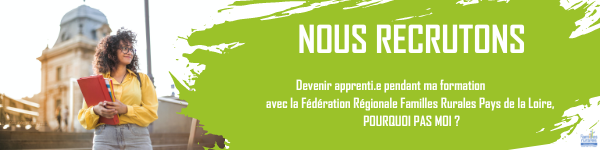 NOUS RECRUTONS
Devenir apprenti.e pendant ma formation
avec la Fédération Régionale Familles Rurales Pays de la Loire,
POURQUOI PAS MOI ?